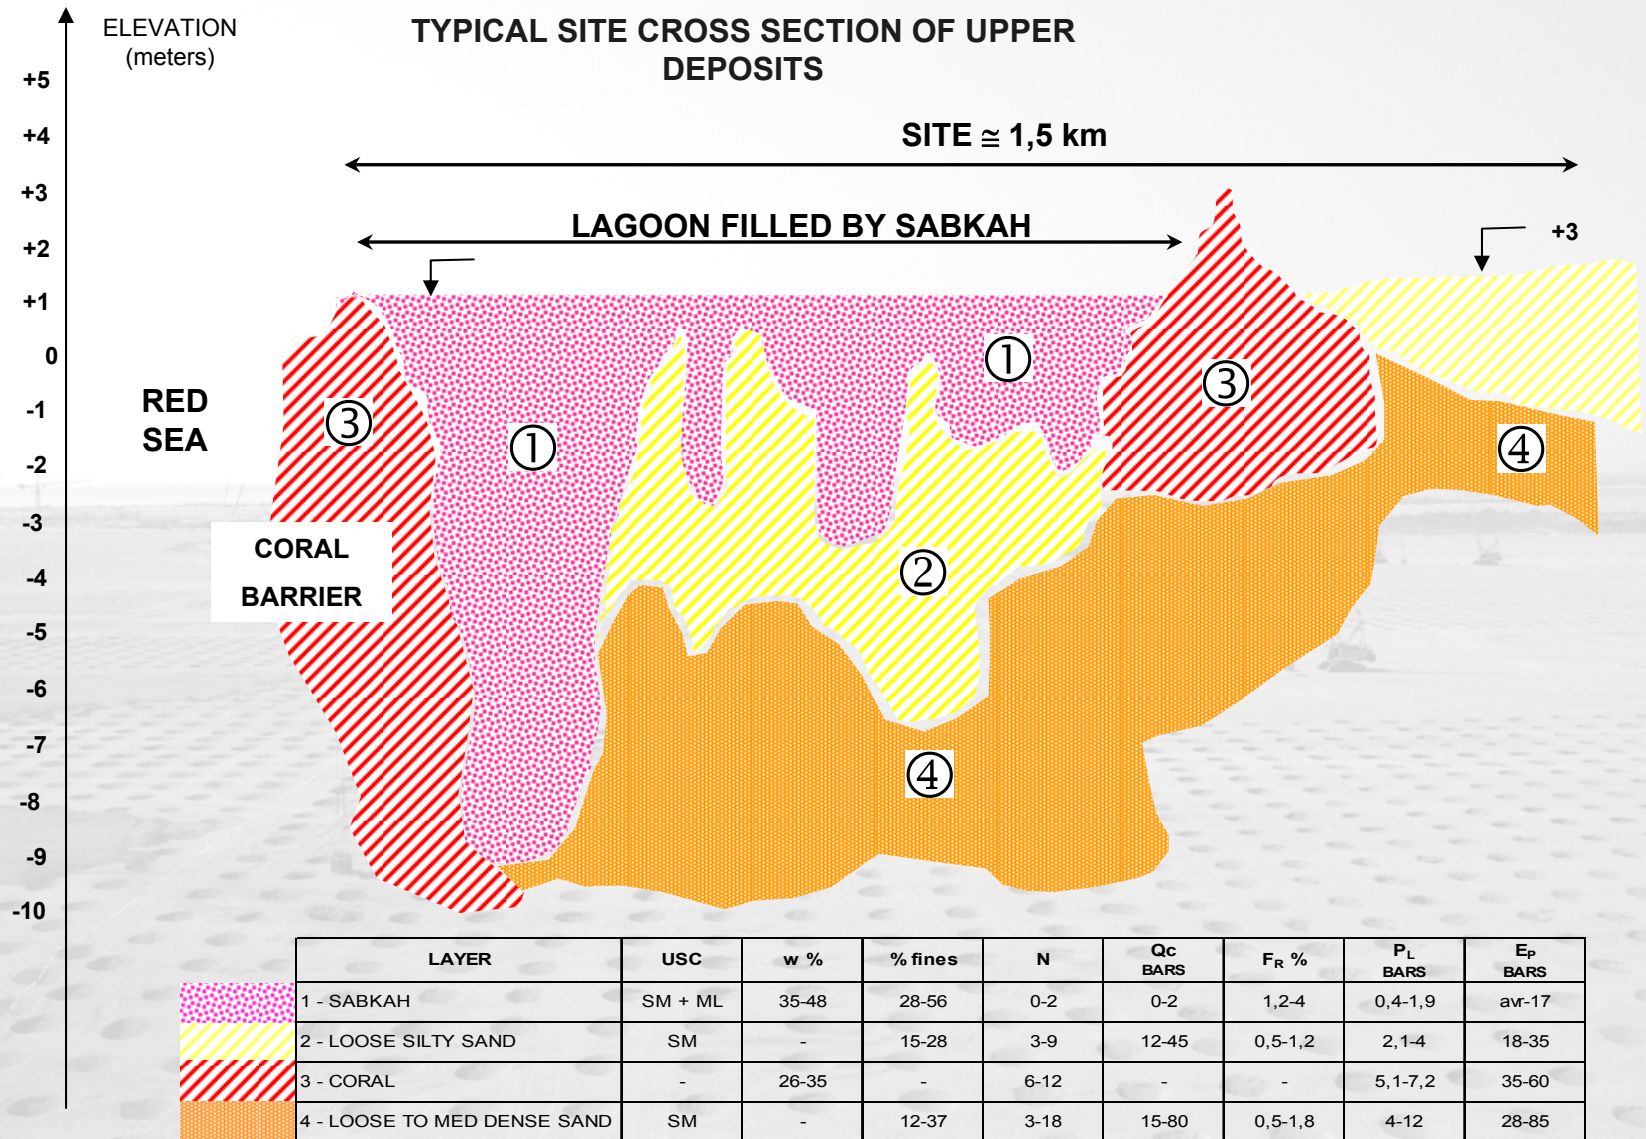 ELEVATION
(meters)
TYPICAL SITE CROSS SECTION OF UPPER
DEPOSITS
+5
+4
SITE ≅ 1,5 km
+3
LAGOON FILLED BY SABKAH
+2
+3
+1
0
①
③
-1
RED
SEA
③
①
④
-2
-3
CORAL
BARRIER
②
-4
-5
-6
-7
④
-8
-9
-10
LAYER USC w % % fines N Qc BARS FR % PL BARS EP BARS
1 - SABKAH SM + ML 35-48 28-56 0-2 0-2 1,2-4 0,4-1,9 avr-17
2 - LOOSE SILTY SAND SM - 15-28 3-9 12-45 0,5-1,2 2,1-4 18-35
3 - CORAL - 26-35 - 6-12 - - 5,1-7,2 35-60
4 - LOOSE TO MED DENSE SAND SM - 12-37 3-18 15-80 0,5-1,8 4-12 28-85